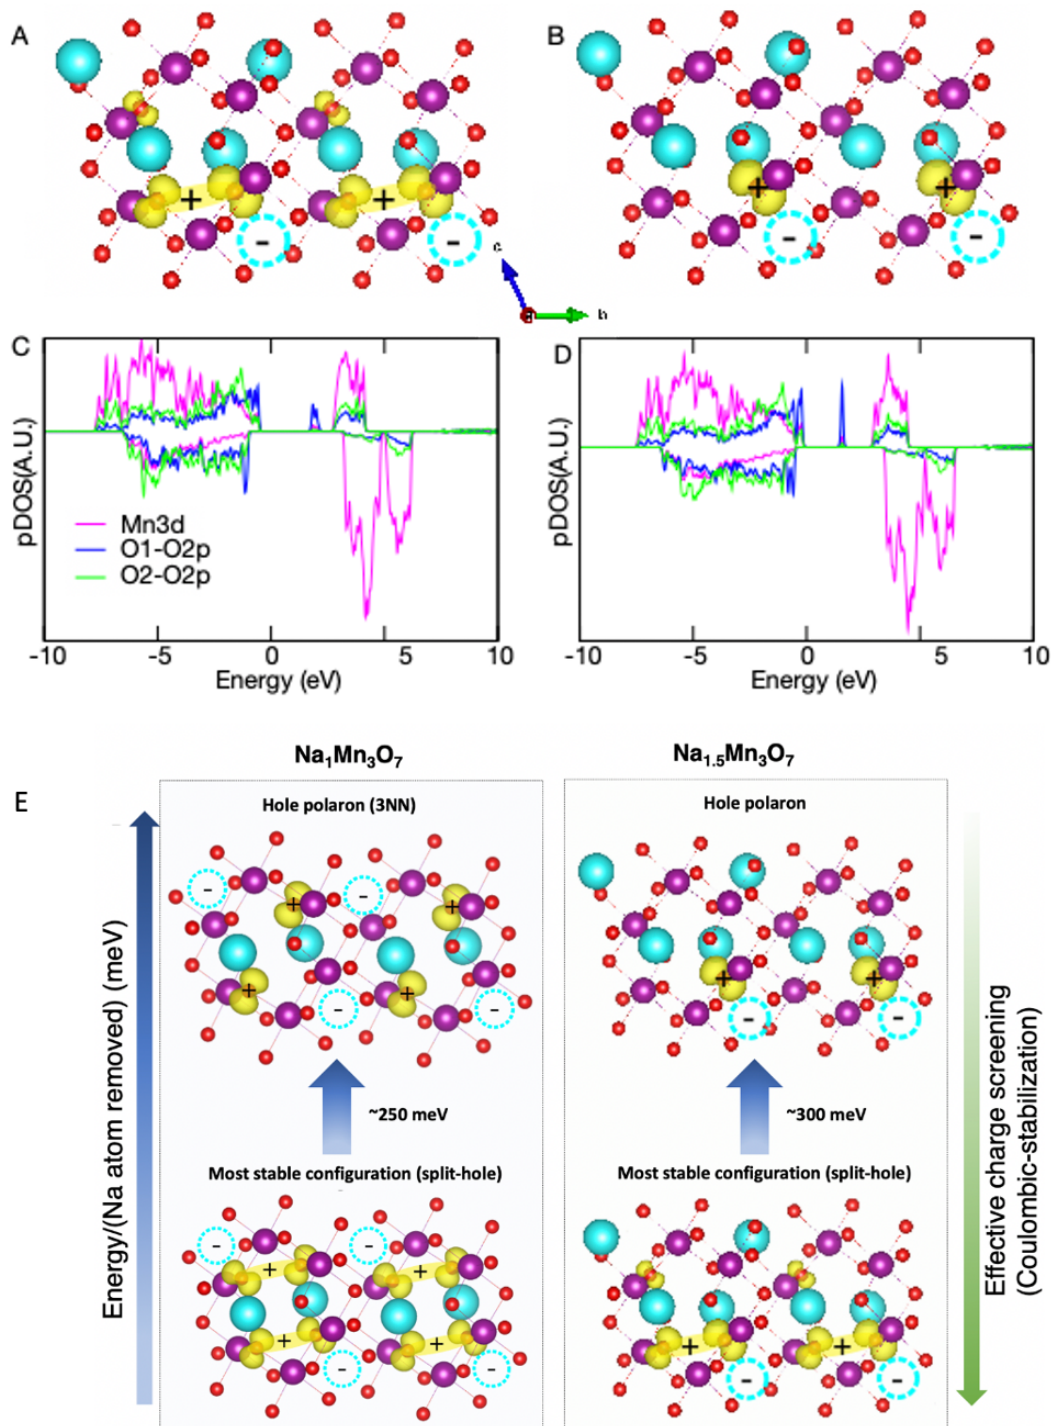 A
B
+
+
-
-
+
+
-
-
c
b
C
D
pDOS(A.U.)
Mn3d
O1-O2p
O2-O2p
-10
-5
0
5
10
Energy (eV)
pDOS(A.U.)
-10
-5
0
5
10
Energy (eV)
Na₁Mn₃O₇
Na₁.₅Mn₃O₇
E
Energy/(Na atom removed) (meV)
Hole polaron (3NN)
-
-
+
+
+
+
-
-
~250 meV
Most stable configuration (split-hole)
-
-
+
+
+
+
-
-
Hole polaron
+
+
-
-
~300 meV
Most stable configuration (split-hole)
+
+
-
-
Effective charge screening
(Coulombic-stabilization)